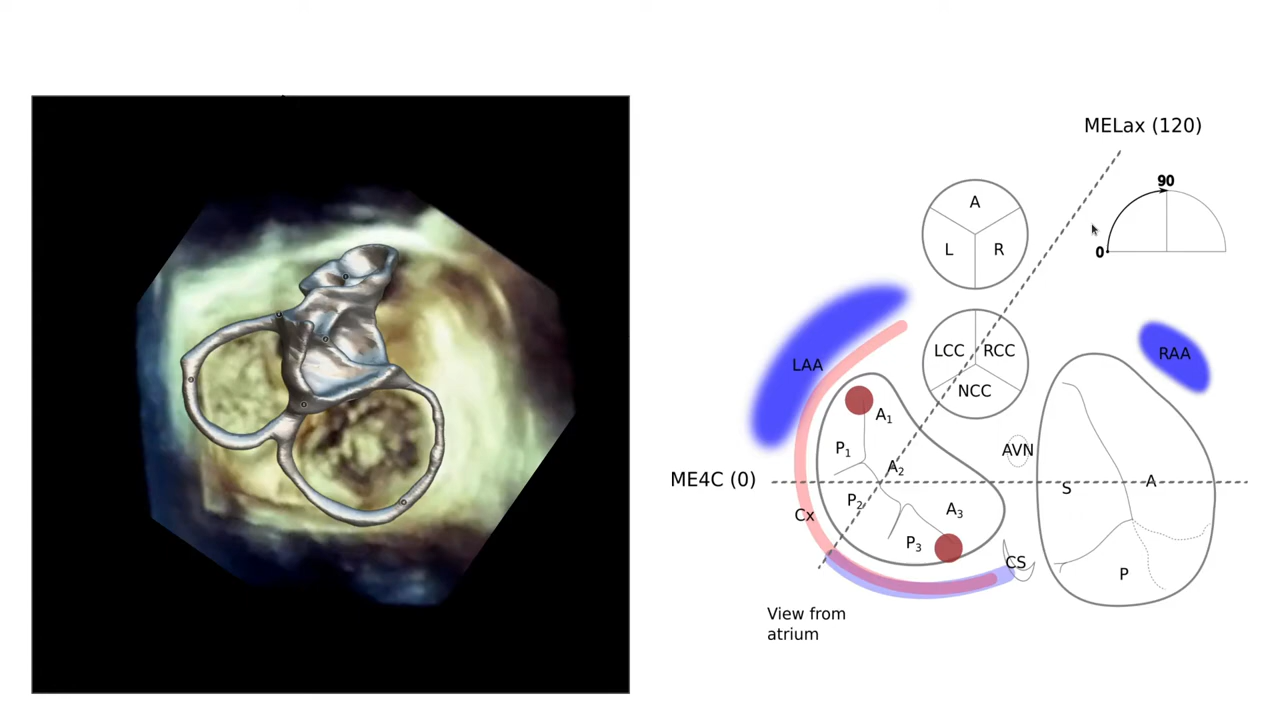 MELax (120)
90
0
A
L
R
LAA
LCC
RCC
NCC
RAA
A1
P1
A2
AVN
ME4C (0)
S
A
P2
Cx
A3
P3
CS
P
View from
atrium